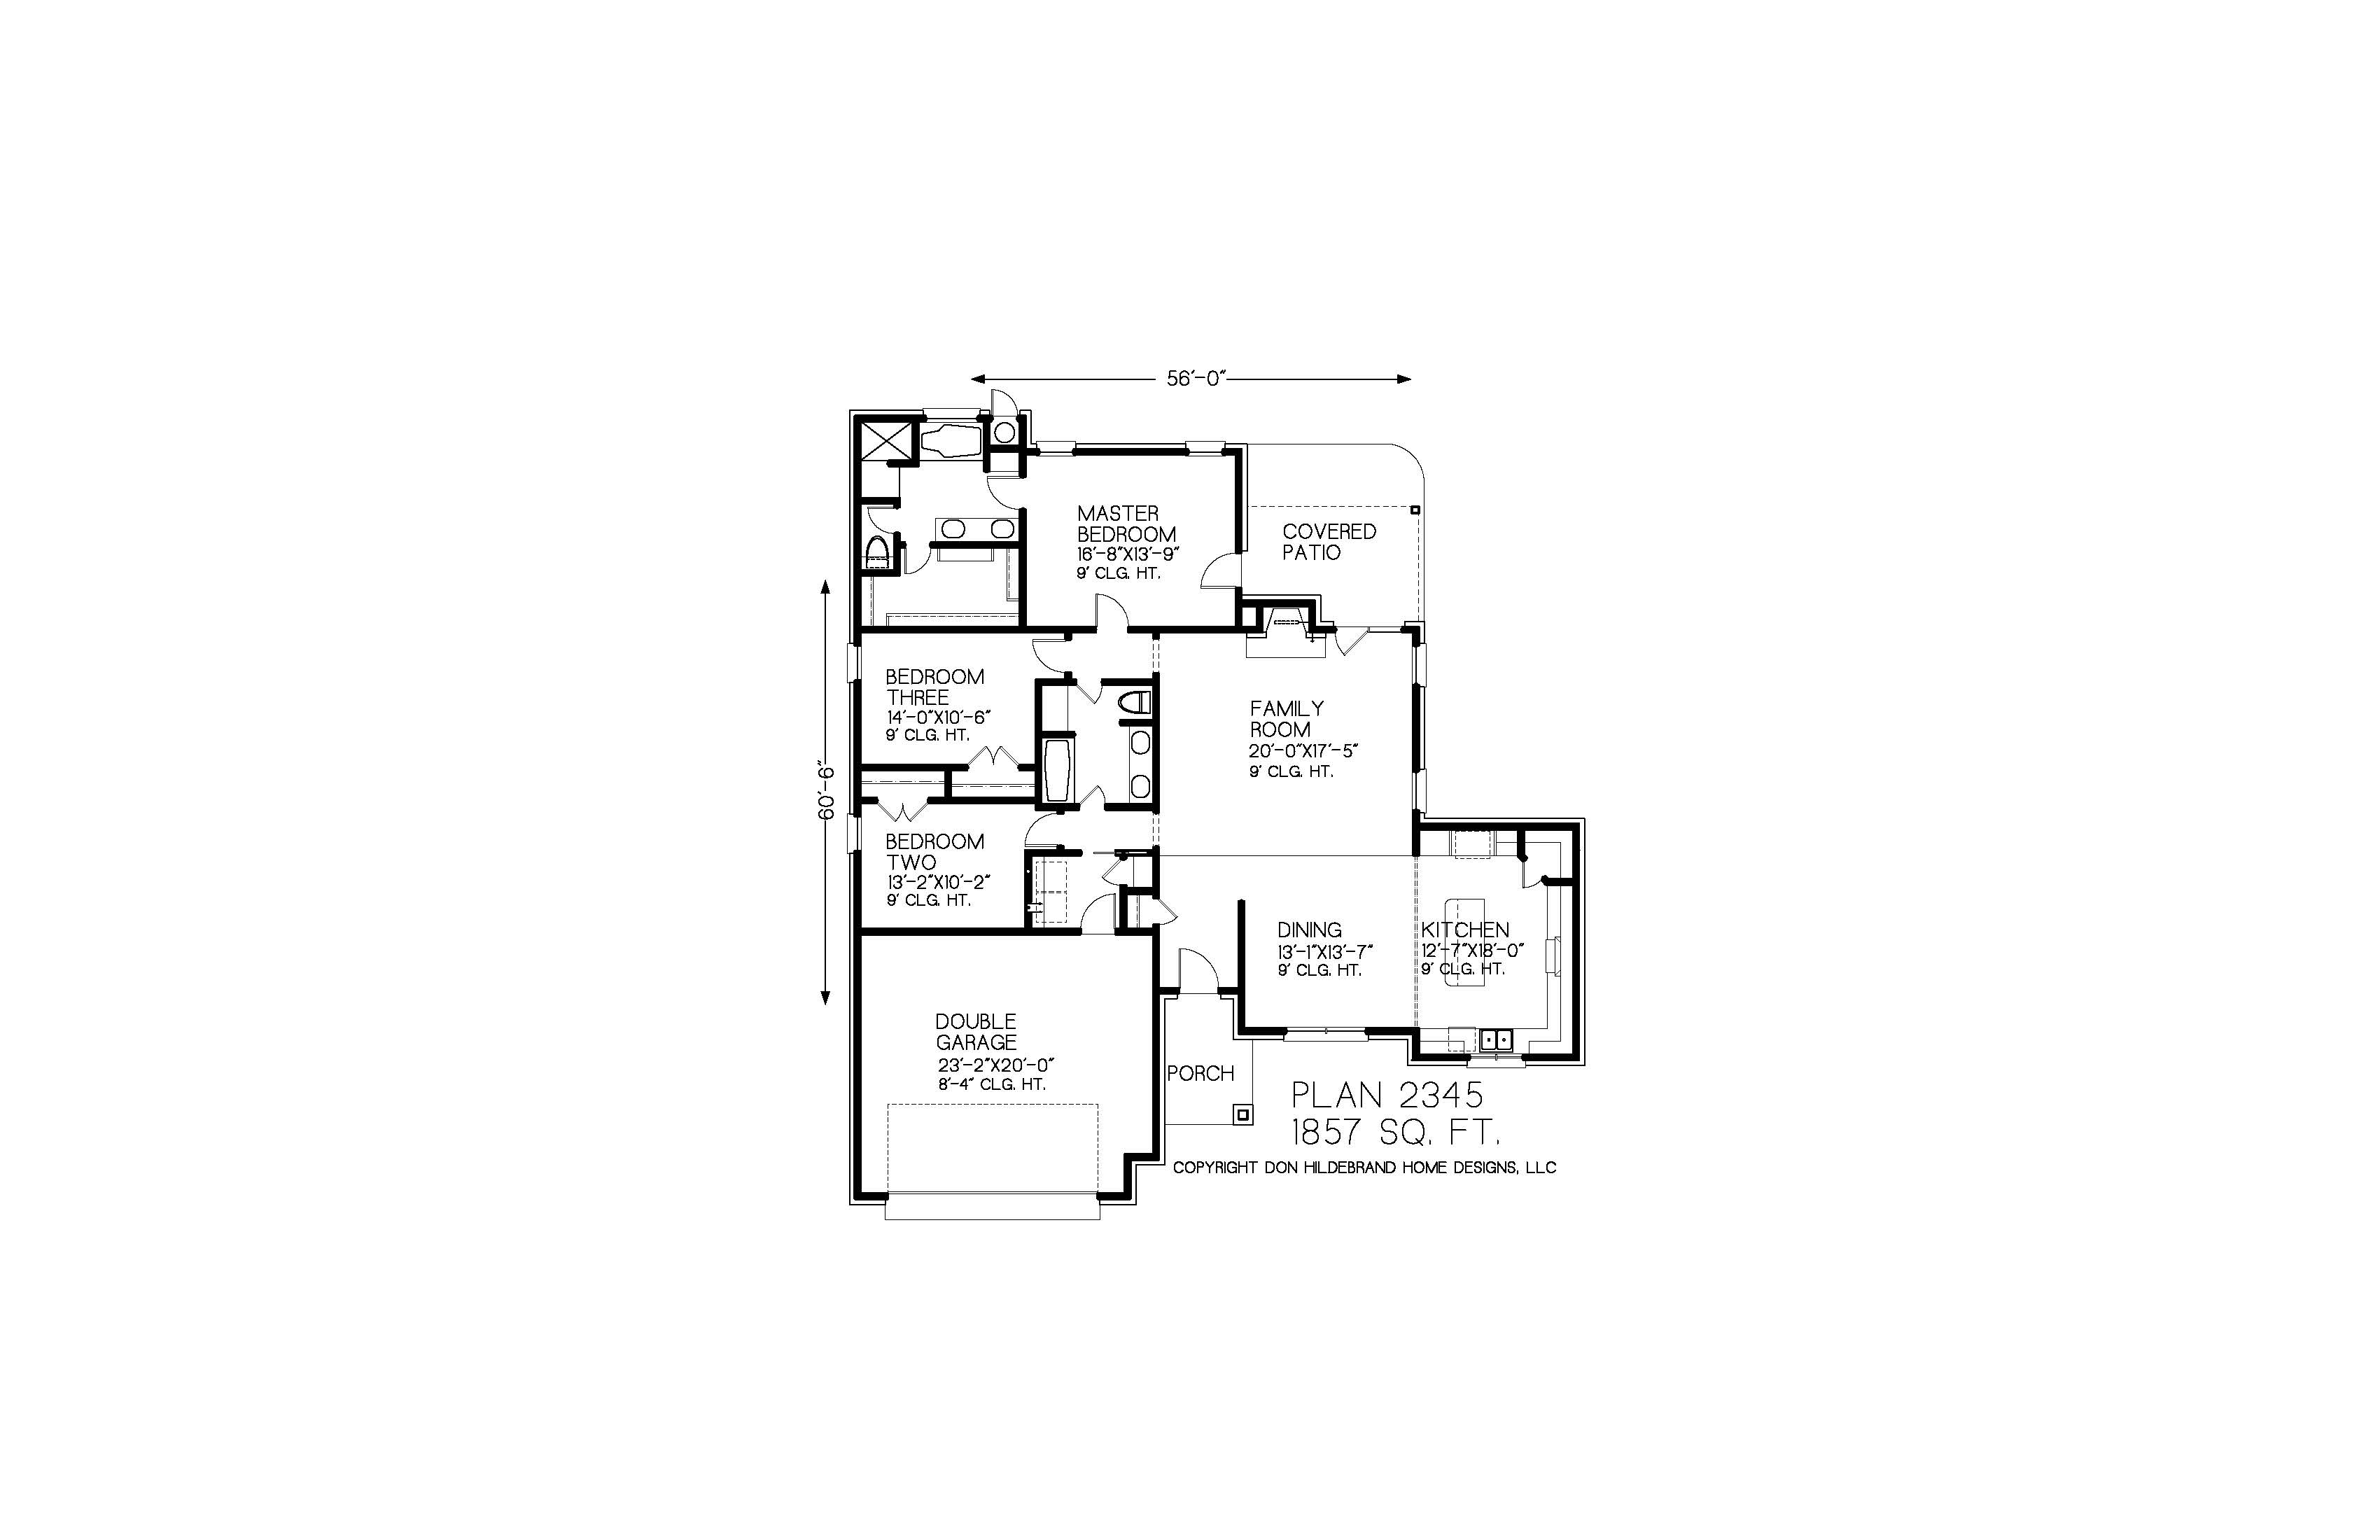 56'-0"
MASTER
BEDROOM
16'-8"X13'-9"
9' CLG. HT.
COVERED
PATIO
BEDROOM
THREE
14'-0"X10'-6"
9' CLG. HT.
FAMILY
ROOM
20'-0"X17'-5"
9' CLG. HT.
60'-6"
BEDROOM
TWO
13'-2"X10'-2"
9' CLG. HT.
DINING
13'-1"X13'-7"
9' CLG. HT.
KITCHEN
12'-7"X18'-0"
9' CLG. HT.
DOUBLE
GARAGE
23'-2"X20'-0"
8'-4" CLG. HT.
PORCH
PLAN 2345
1857 SQ. FT.
COPYRIGHT DON HILDEBRAND HOME DESIGNS, LLC